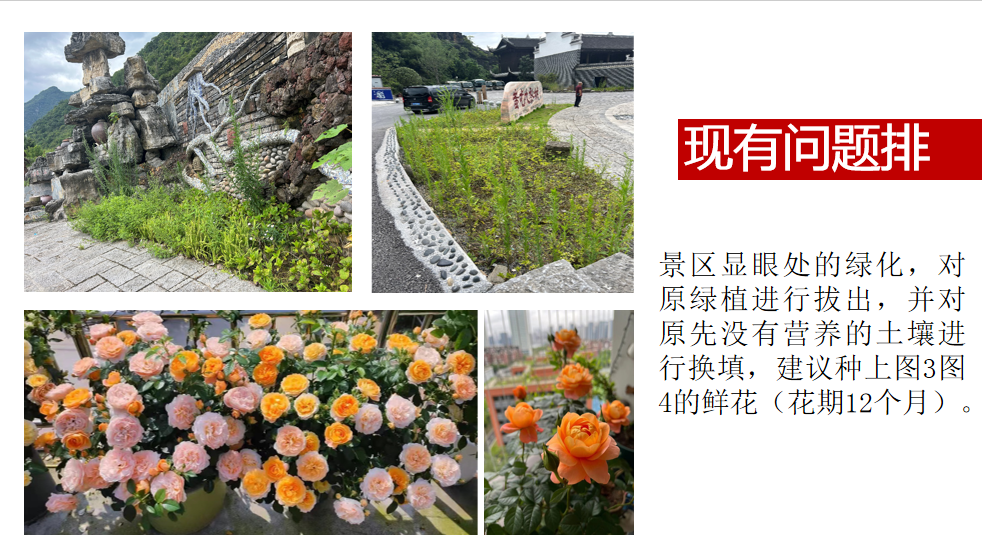 现有问题排
景区显眼处的绿化，对
原绿植进行拔出，并对
原先没有营养的土壤进
行换填，建议种上图3图
4的鲜花（花期12个月）。